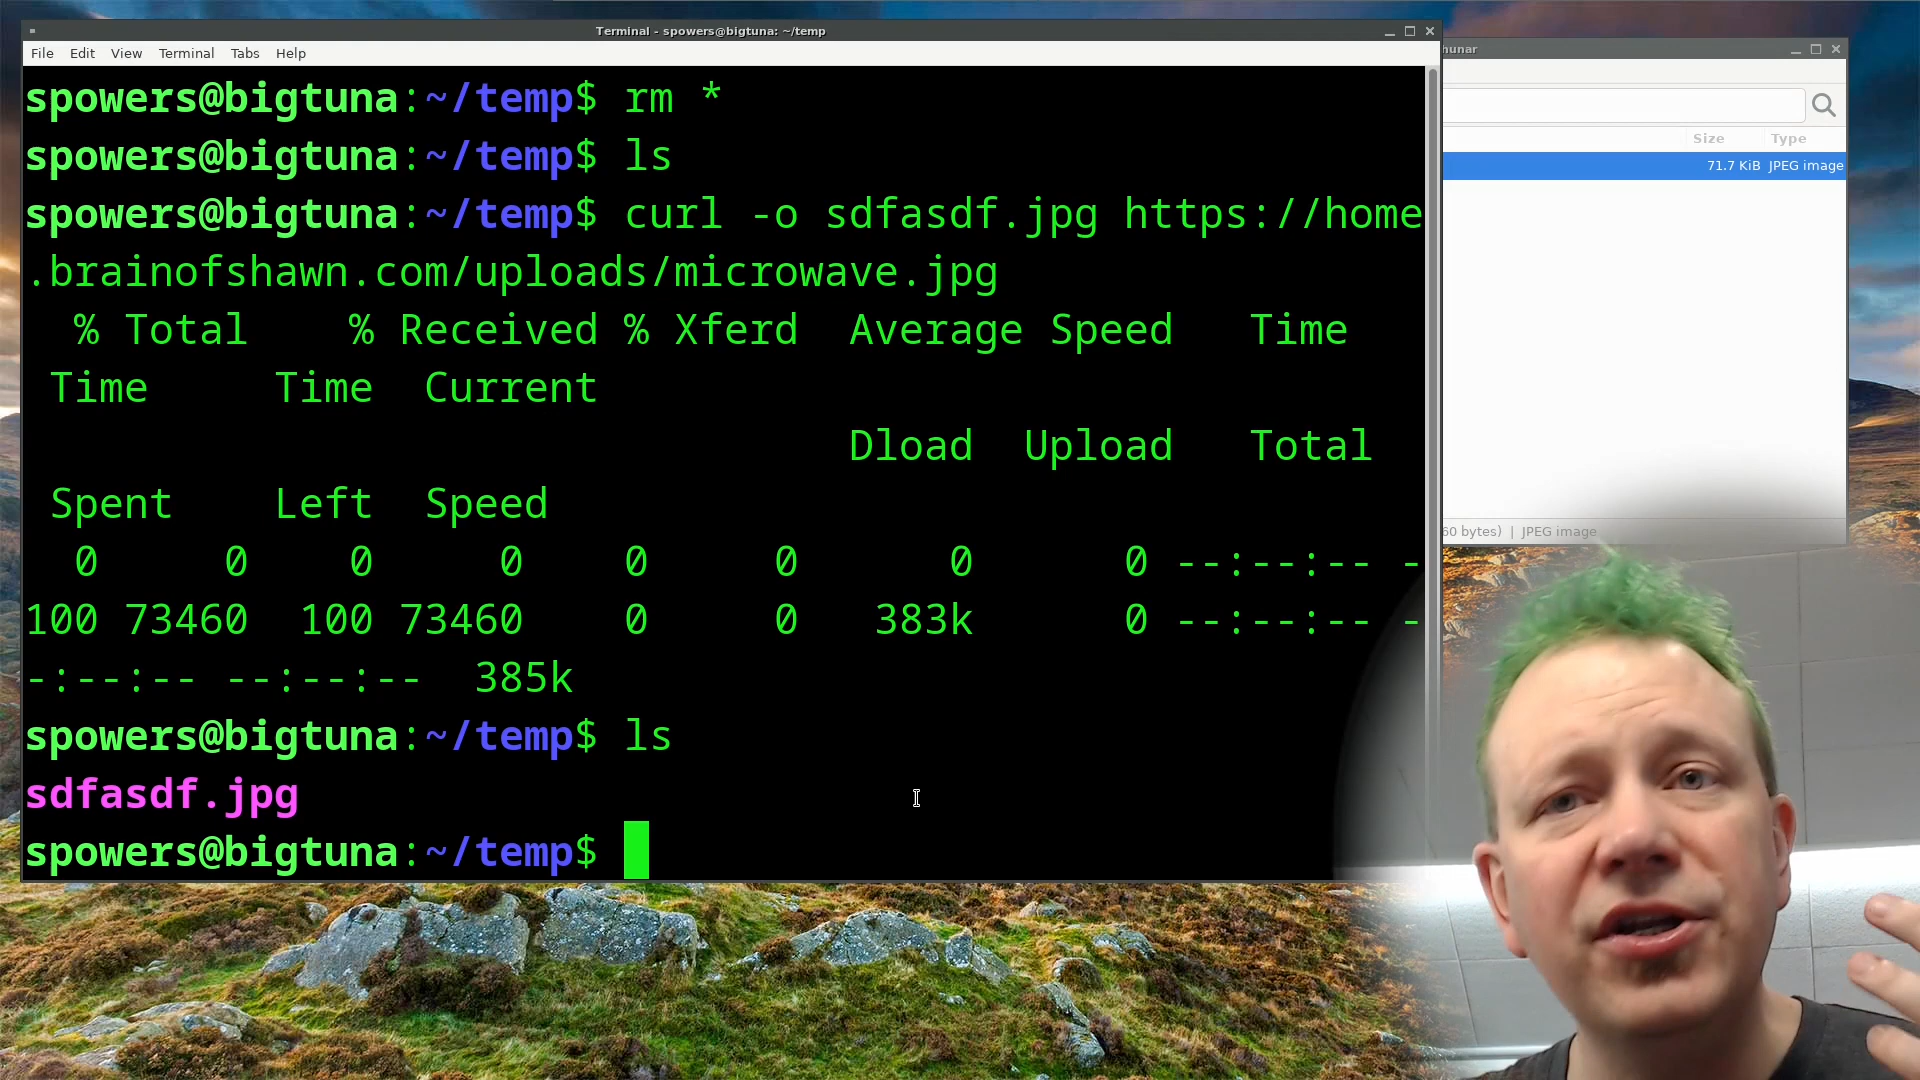 Terminal - spowers@bigtuna: ~/temp
File Edit View Terminal Tabs Help
spowers@bigtuna:~/temp$ rm *
spowers@bigtuna:~/temp$ ls
spowers@bigtuna:~/temp$ curl -o sdfasdf.jpg https://home
.brainofshawn.com/uploads/microwave.jpg
% Total % Received % Xferd Average Speed Time
Time Time Current
Dload Upload Total
Spent Left Speed
0 0 0 0 0 0 0 0 --:--:-- -
100 73460 100 73460 0 0 383k 0 --:--:-- -
-:--:-- --:--:-- 385k
spowers@bigtuna:~/temp$ ls
sdfasdf.jpg
spowers@bigtuna:~/temp$
hunar
Size Type
71.7 KiB JPEG image
60 bytes) | JPEG image